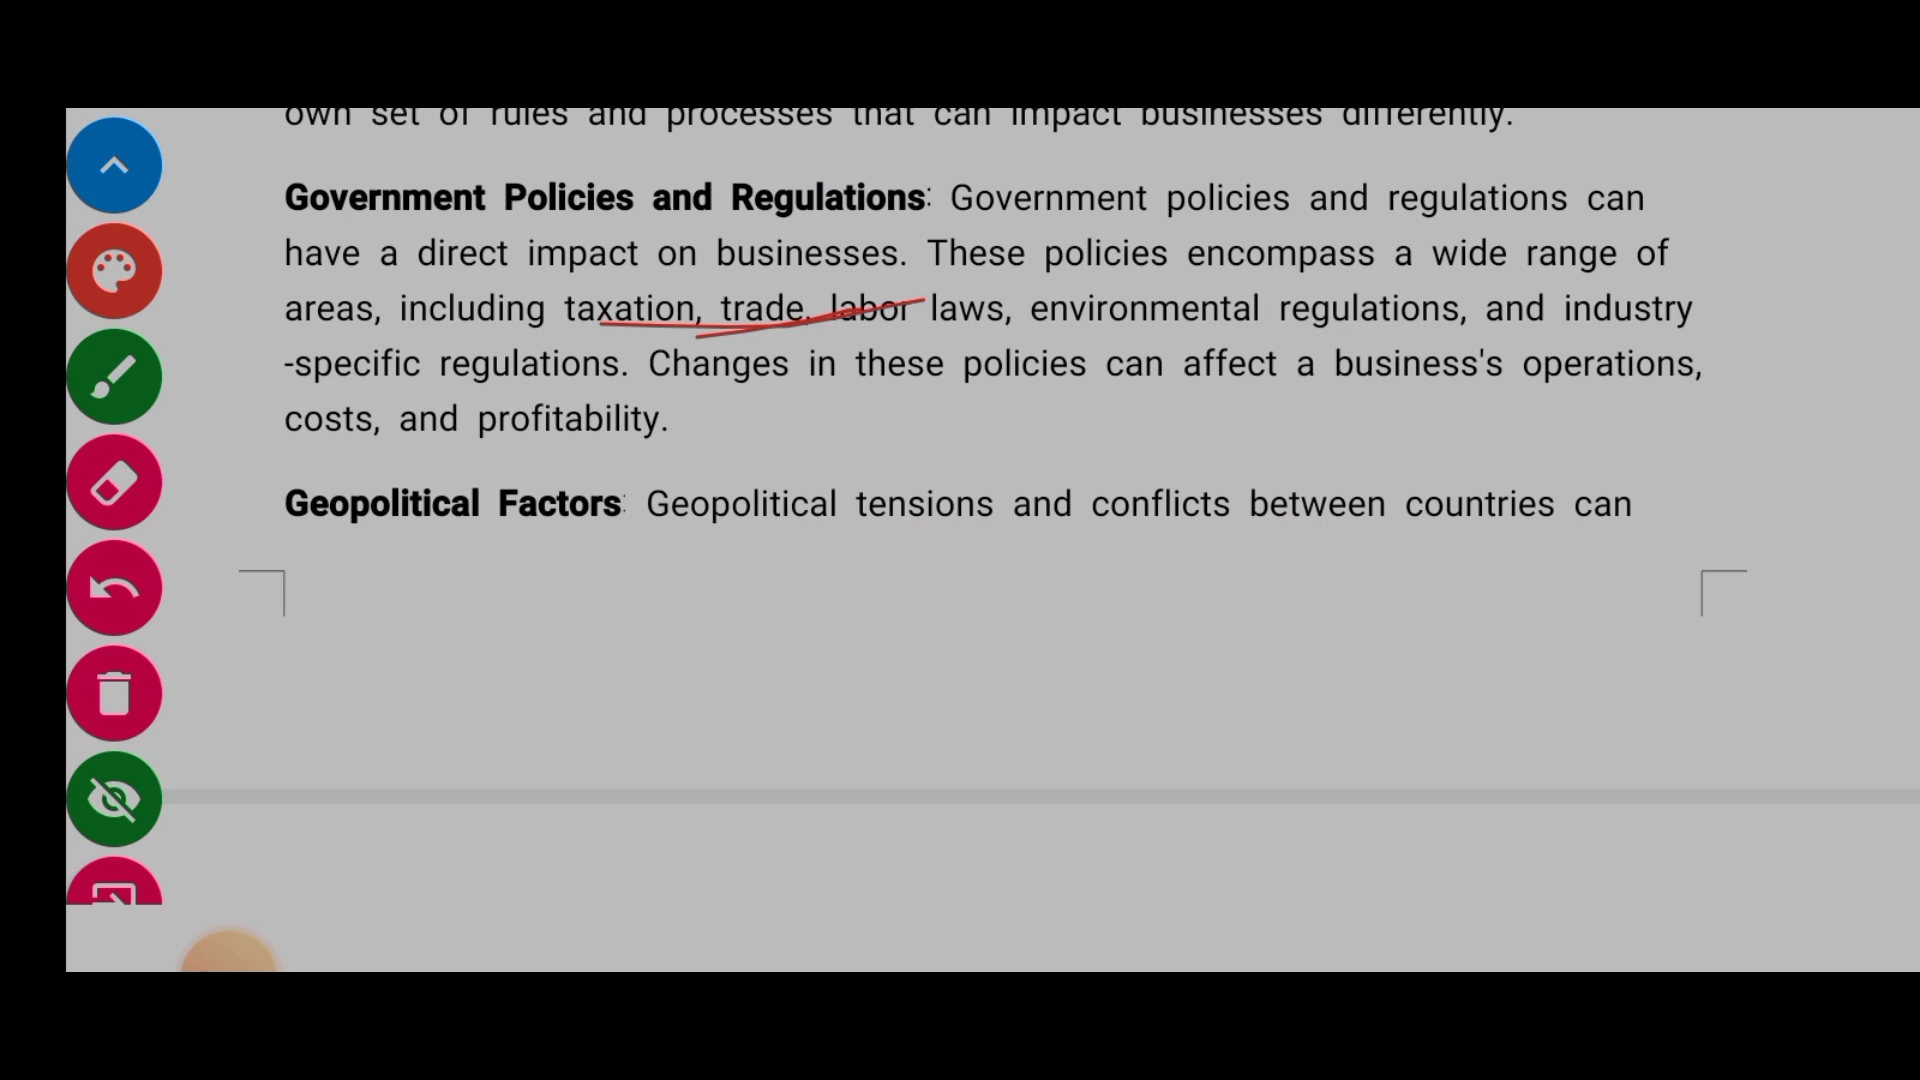 own set of rules and processes that can impact businesses differently.
Government Policies and Regulations: Government policies and regulations can
have a direct impact on businesses. These policies encompass a wide range of
areas, including taxation, trade, labor laws, environmental regulations, and industry
-specific regulations. Changes in these policies can affect a business's operations,
costs, and profitability.
Geopolitical Factors: Geopolitical tensions and conflicts between countries can